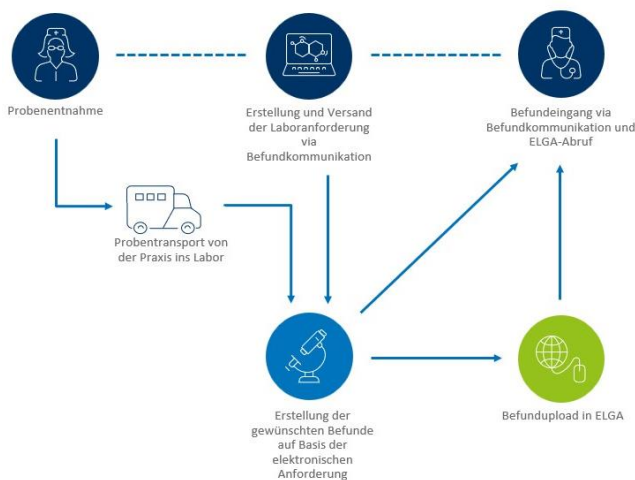 Probenentnahme
Erstellung und Versand
der Laboranforderung
via
Befundkommunikation
Befundeingang via
Befundkommunikation und
ELGA-Abruf
Probentransport von
der Praxis ins Labor
Erstellung der
gewünschten Befunde
auf Basis der
elektronischen
Anforderung
Befundupload in ELGA